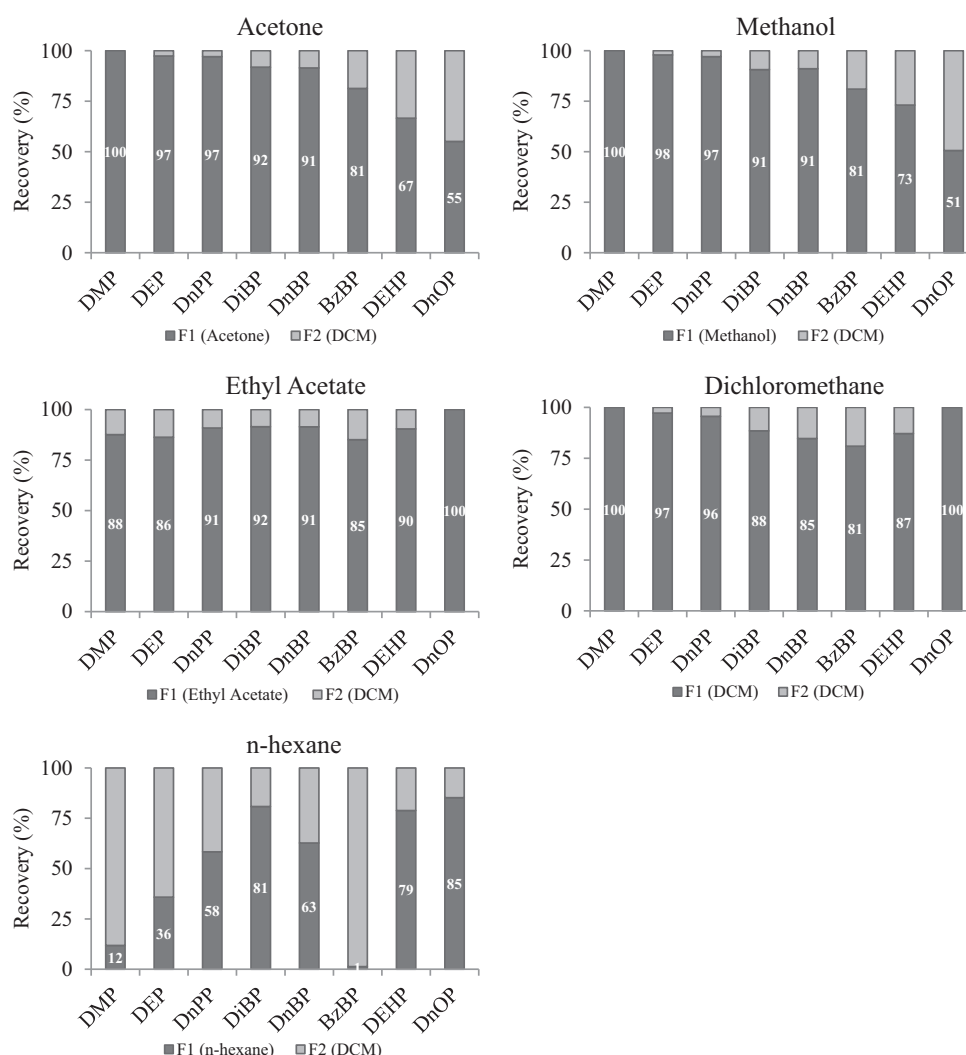 Acetone
Recovery (%)
100
75
50
25
0
100 97 97 92 91 81 67 55
DMP DEP DnPP DiBP DnBP BzBP DEHP DnOP
F1 (Acetone) F2 (DCM)
Methanol
Recovery (%)
100
75
50
25
0
100 98 97 91 91 81 73 51
DMP DEP DnPP DiBP DnBP BzBP DEHP DnOP
F1 (Methanol) F2 (DCM)
Ethyl Acetate
Recovery (%)
100
75
50
25
0
88 86 91 92 91 85 90 100
DMP DEP DnPP DiBP DnBP BzBP DEHP DnOP
F1 (Ethyl Acetate) F2 (DCM)
Dichloromethane
Recovery (%)
100
75
50
25
0
100 97 96 88 85 81 87 100
DMP DEP DnPP DiBP DnBP BzBP DEHP DnOP
F1 (DCM) F2 (DCM)
n-hexane
Recovery (%)
100
75
50
25
0
12 36 58 81 63 1 79 85
DMP DEP DnPP DiBP DnBP BzBP DEHP DnOP
F1 (n-hexane) F2 (DCM)